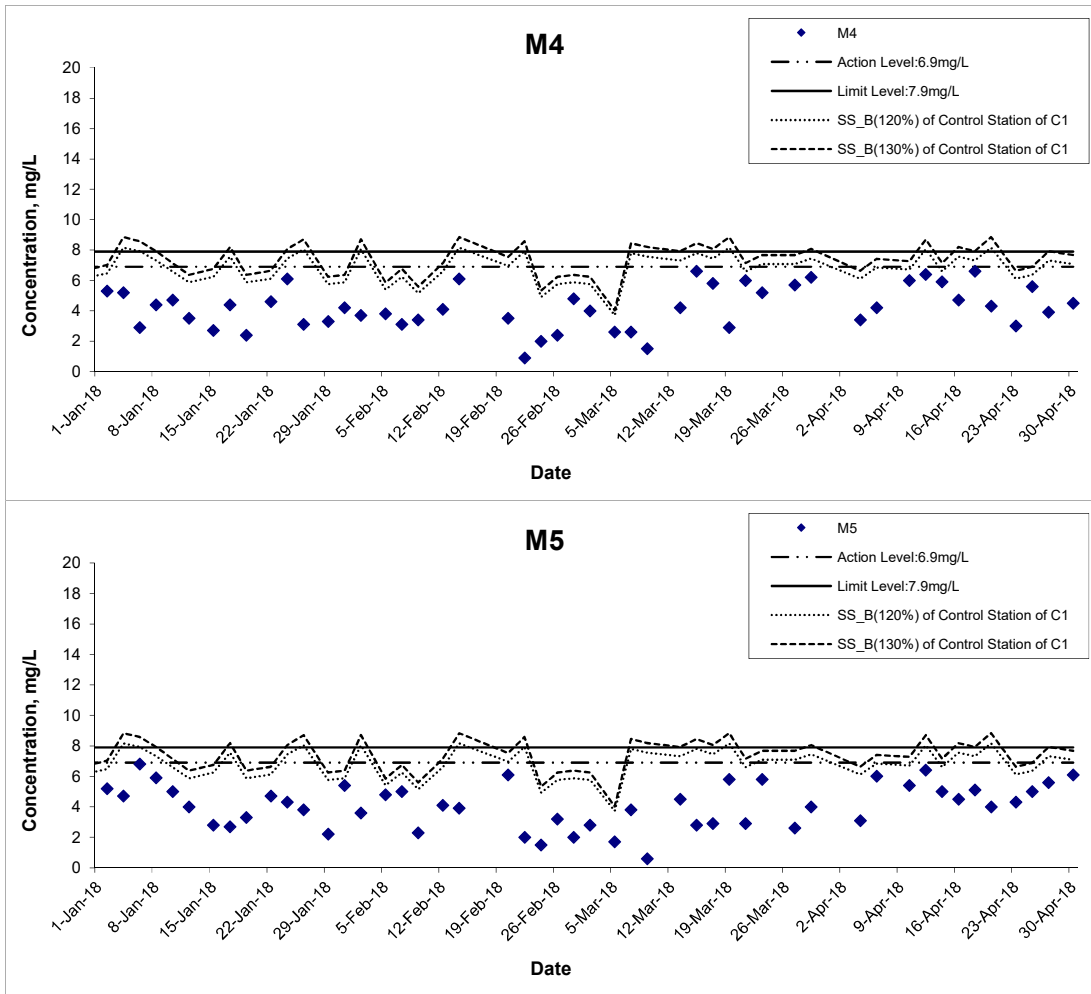 M4
M4
Action Level:6.9mg/L
Limit Level:7.9mg/L
SS_B(120%) of Control Station of C1
SS_B(130%) of Control Station of C1
Concentration, mg/L
20
18
16
14
12
10
8
6
4
2
0
1-Jan-18
8-Jan-18
15-Jan-18
22-Jan-18
29-Jan-18
5-Feb-18
12-Feb-18
19-Feb-18
26-Feb-18
5-Mar-18
12-Mar-18
19-Mar-18
26-Mar-18
2-Apr-18
9-Apr-18
16-Apr-18
23-Apr-18
30-Apr-18
Date
M5
M5
Action Level:6.9mg/L
Limit Level:7.9mg/L
SS_B(120%) of Control Station of C1
SS_B(130%) of Control Station of C1
Concentration, mg/L
20
18
16
14
12
10
8
6
4
2
0
1-Jan-18
8-Jan-18
15-Jan-18
22-Jan-18
29-Jan-18
5-Feb-18
12-Feb-18
19-Feb-18
26-Feb-18
5-Mar-18
12-Mar-18
19-Mar-18
26-Mar-18
2-Apr-18
9-Apr-18
16-Apr-18
23-Apr-18
30-Apr-18
Date